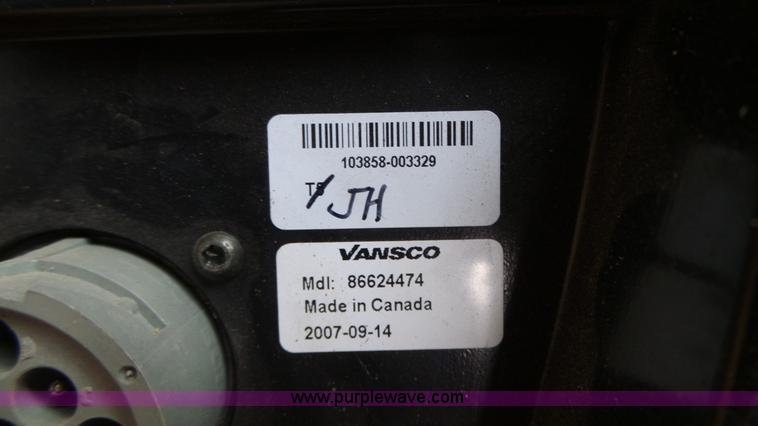 103858-003329
JH
VANSCO
Mdl: 86624474
Made in Canada
2007-09-14
www.purplewave.com